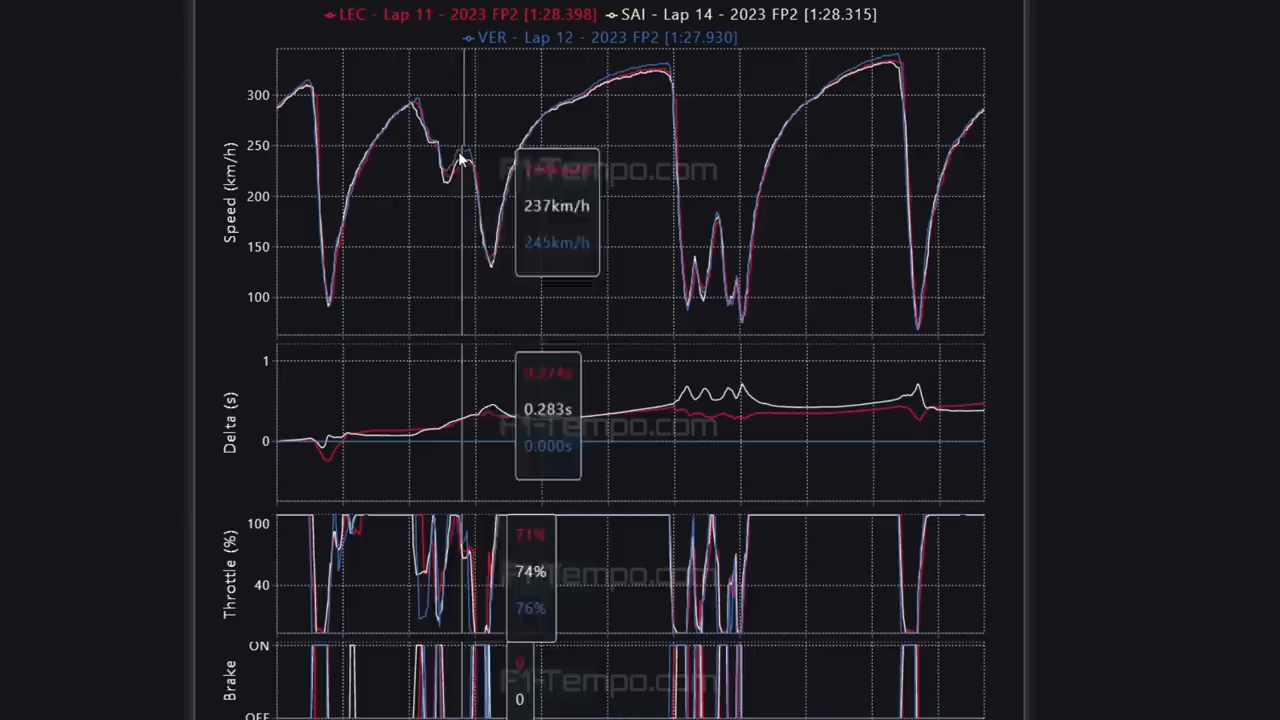 LEC - Lap 11 - 2023 FP2 [1:28.398] SAI - Lap 14 - 2023 FP2 [1:28.315]
VER - Lap 12 - 2023 FP2 [1:27.930]
Speed (km/h)
300
250
200
150
100
F1-Tempo.com
237km/h
245km/h
Delta (s)
1
0
0.274s
0.283s
0.000s
F1-Tempo.com
Throttle (%)
100
40
71%
74%
76%
F1-Tempo.com
Brake
ON
OFF
0
0
F1-Tempo.com